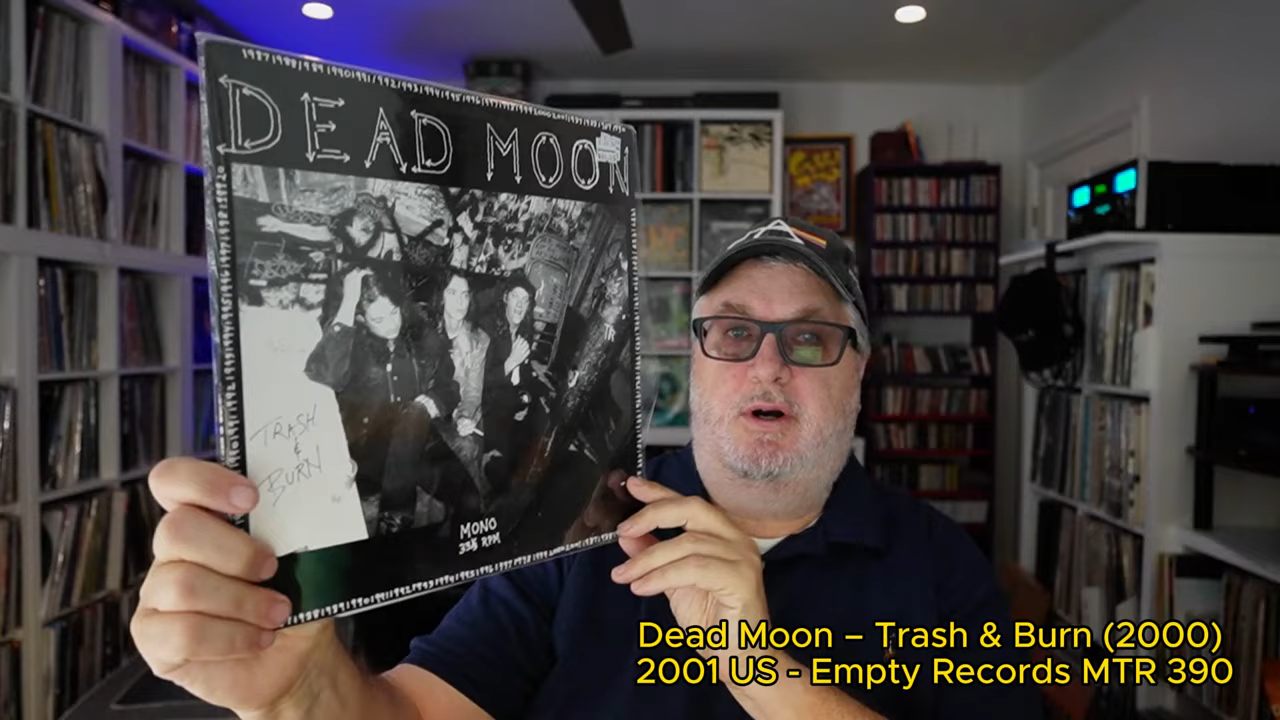 DEAD MOON
TRASH
&
BURN
MONO
33⅓ RPM
Dead Moon – Trash & Burn (2000)
2001 US - Empty Records MTR 390